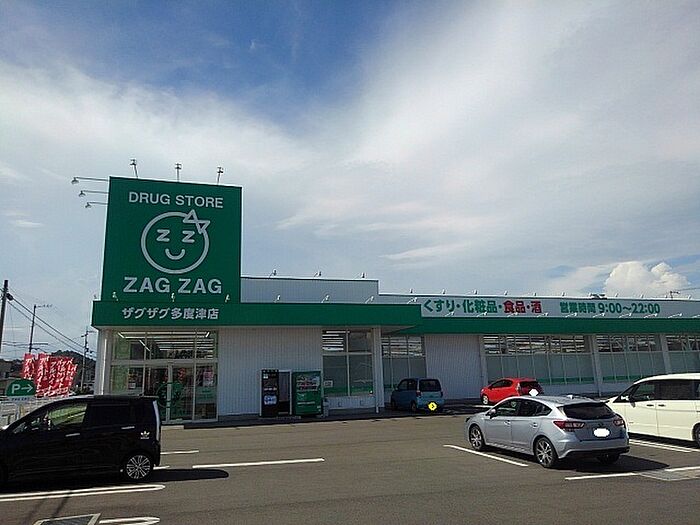 DRUG STORE
z z
ZAG ZAG
ザグザグ多度津店
くすり・化粧品・食品・酒 営業時間 9:00～22:00
P